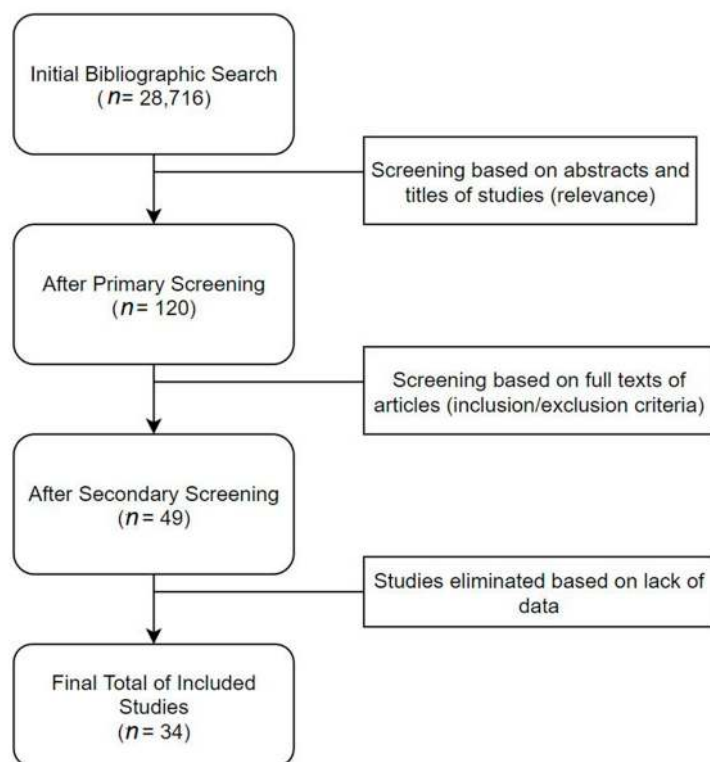 Initial Bibliographic Search
(n= 28,716)
Screening based on abstracts and
titles of studies (relevance)
After Primary Screening
(n= 120)
Screening based on full texts of
articles (inclusion/exclusion criteria)
After Secondary Screening
(n= 49)
Studies eliminated based on lack of
data
Final Total of Included
Studies
(n= 34)